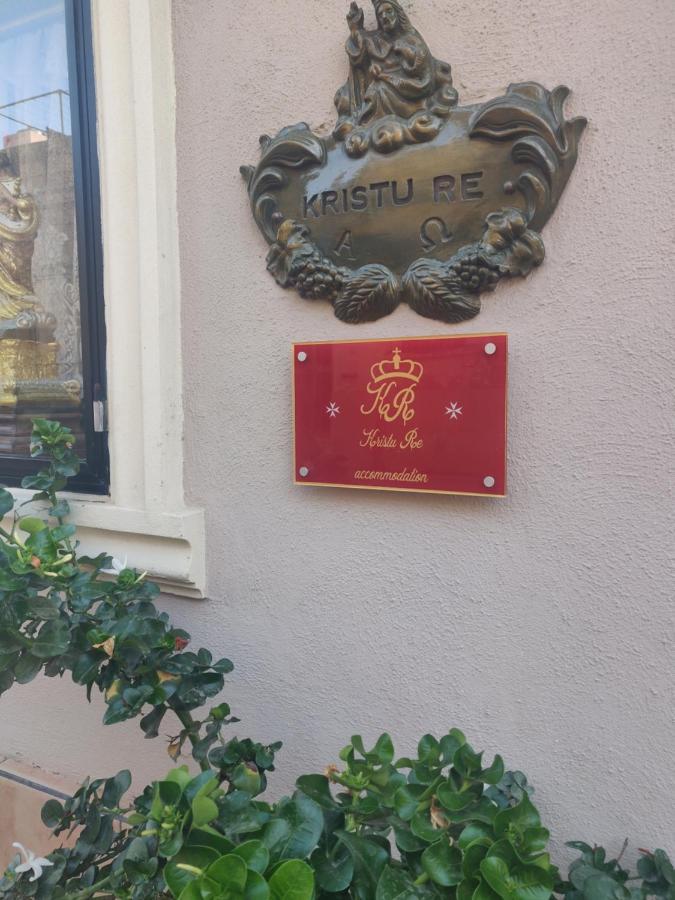 KRISTU RE
A Ω
KR
Kristu Re
accommodation